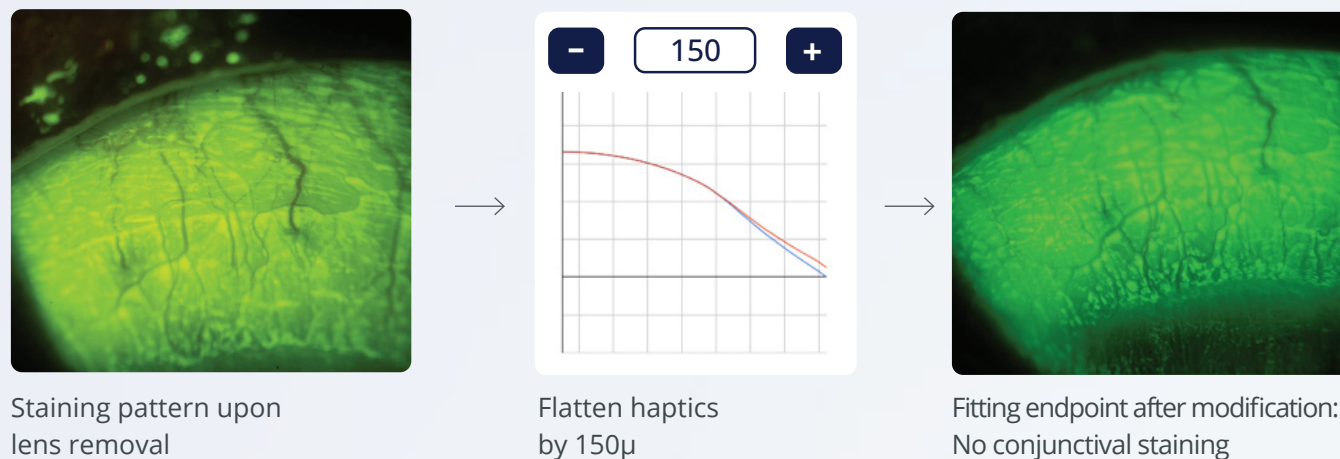 − 150 +
Staining pattern upon
lens removal
Flatten haptics
by 150μ
Fitting endpoint after modification:
No conjunctival staining